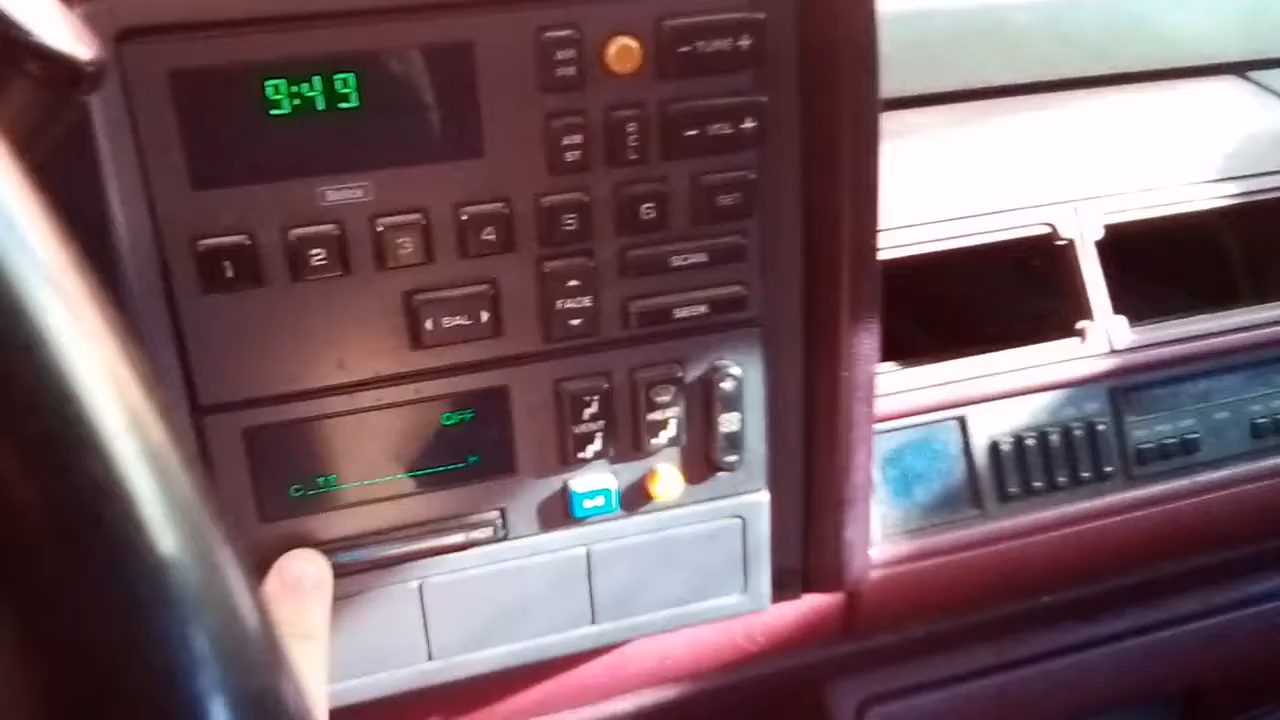 9:49
AM
FM
- TUNE +
AM
ST
RCL
- VOL +
SET
1
2
3
4
5
6
SCAN
BAL
FADE
SEEK
OFF
VENT
C
H